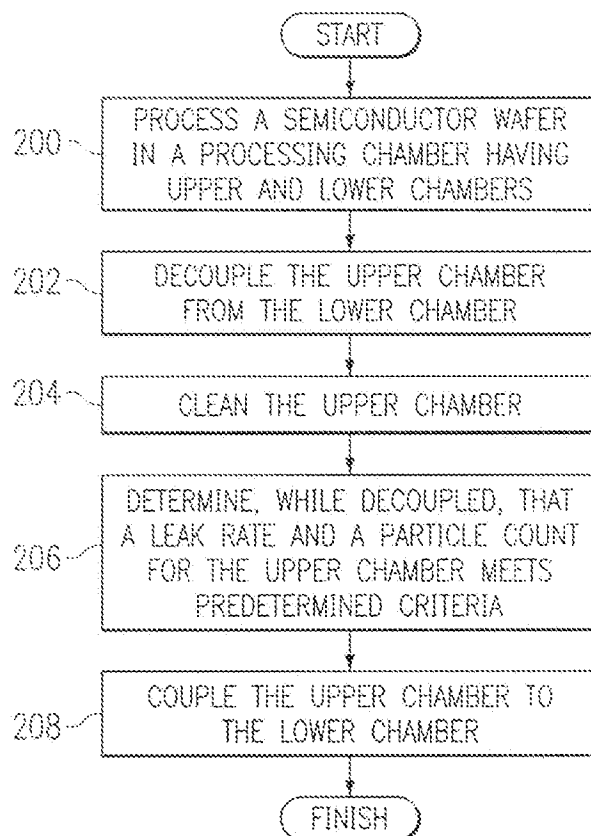 START
200
PROCESS A SEMICONDUCTOR WAFER
IN A PROCESSING CHAMBER HAVING
UPPER AND LOWER CHAMBERS
202
DECOUPLE THE UPPER CHAMBER
FROM THE LOWER CHAMBER
204
CLEAN THE UPPER CHAMBER
206
DETERMINE, WHILE DECOUPLED, THAT
A LEAK RATE AND A PARTICLE COUNT
FOR THE UPPER CHAMBER MEETS
PREDETERMINED CRITERIA
208
COUPLE THE UPPER CHAMBER TO
THE LOWER CHAMBER
FINISH